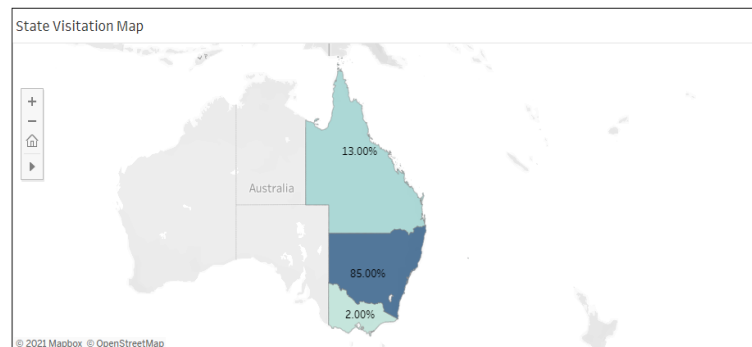 State Visitation Map
+
−
13.00%
Australia
85.00%
2.00%
© 2021 Mapbox © OpenStreetMap